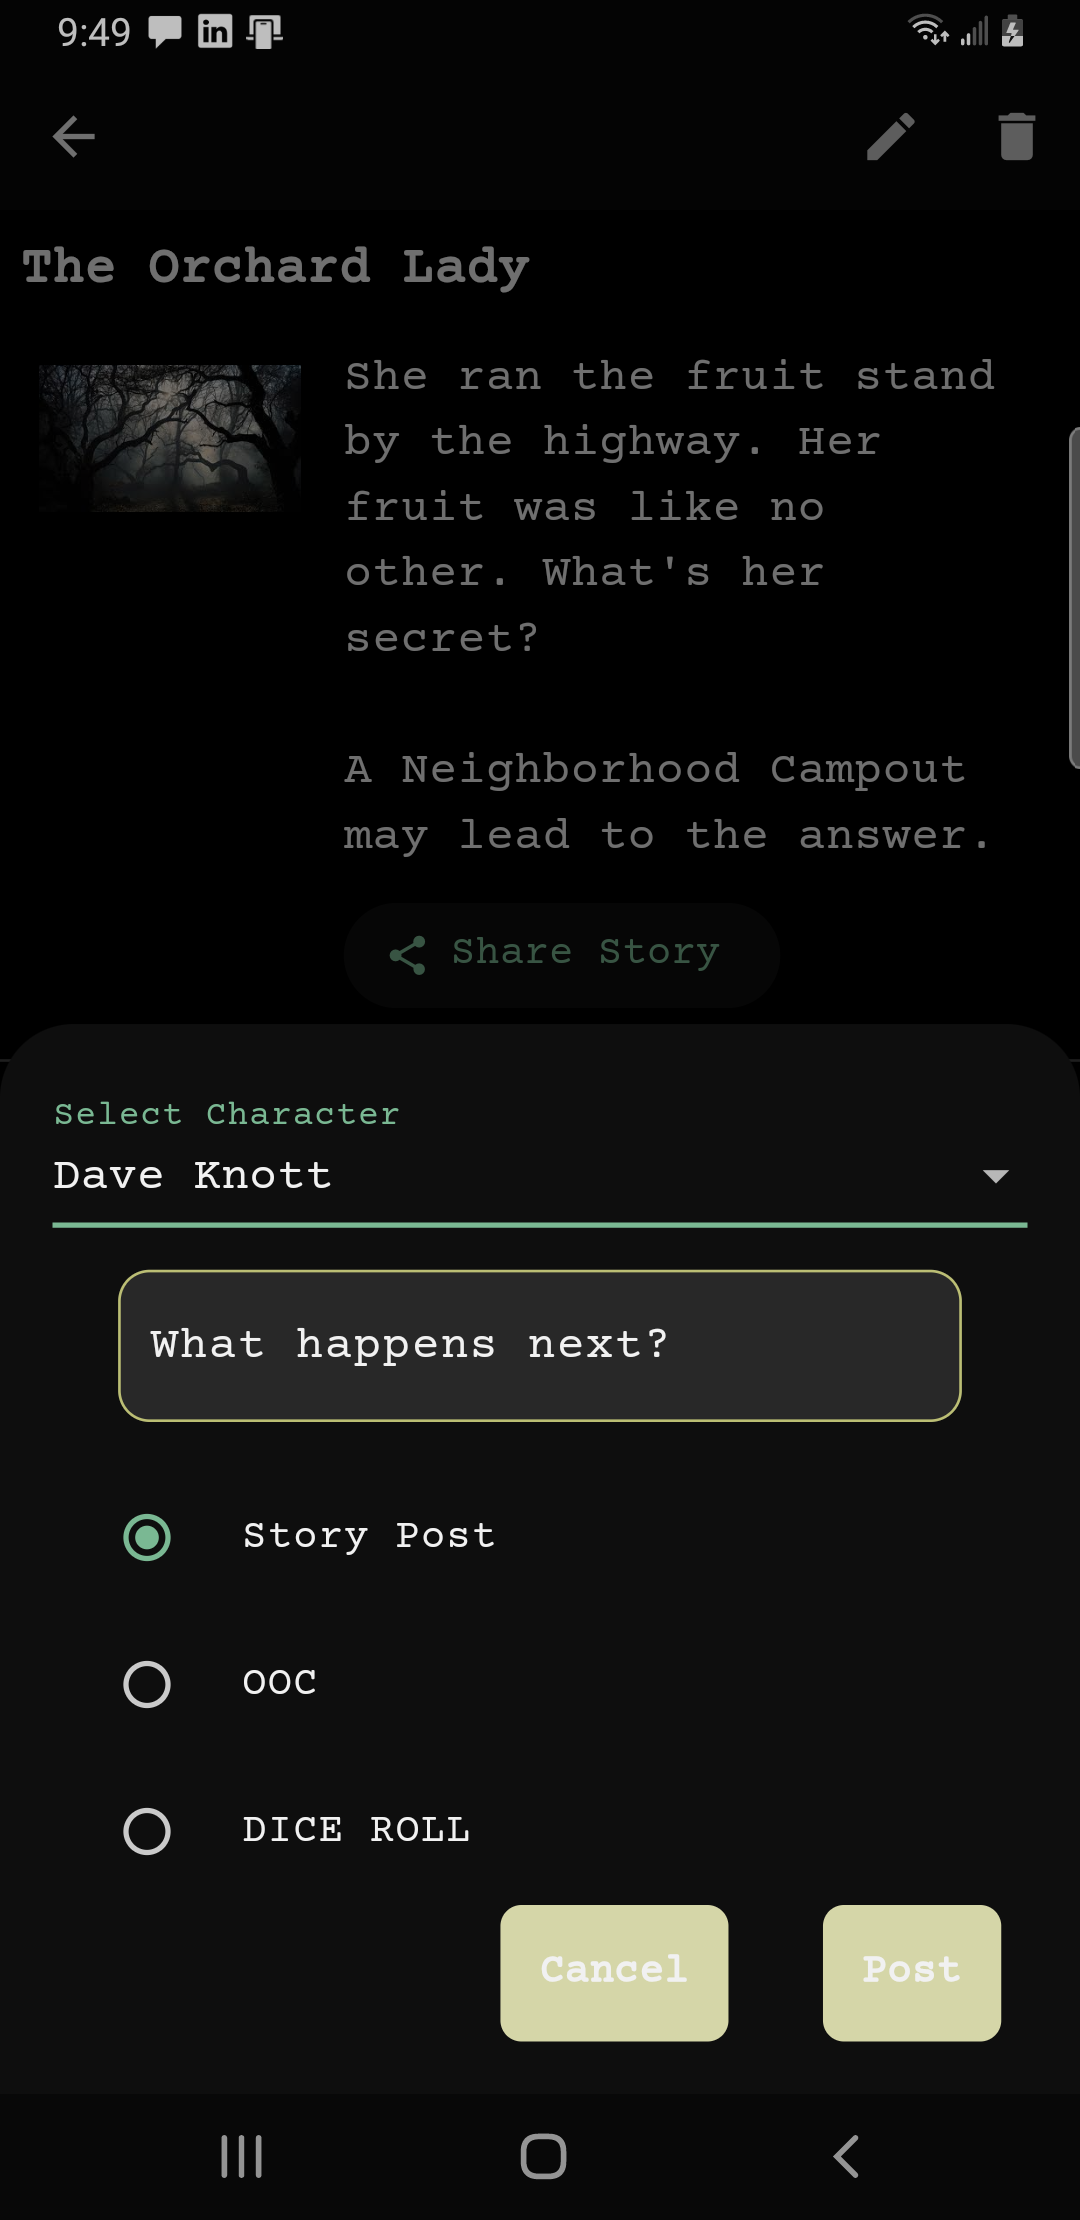 9:49
The Orchard Lady
She ran the fruit stand
by the highway. Her
fruit was like no
other. What's her
secret?
A Neighborhood Campout
may lead to the answer.
Share Story
Select Character
Dave Knott
What happens next?
Story Post
OOC
DICE ROLL
Cancel Post